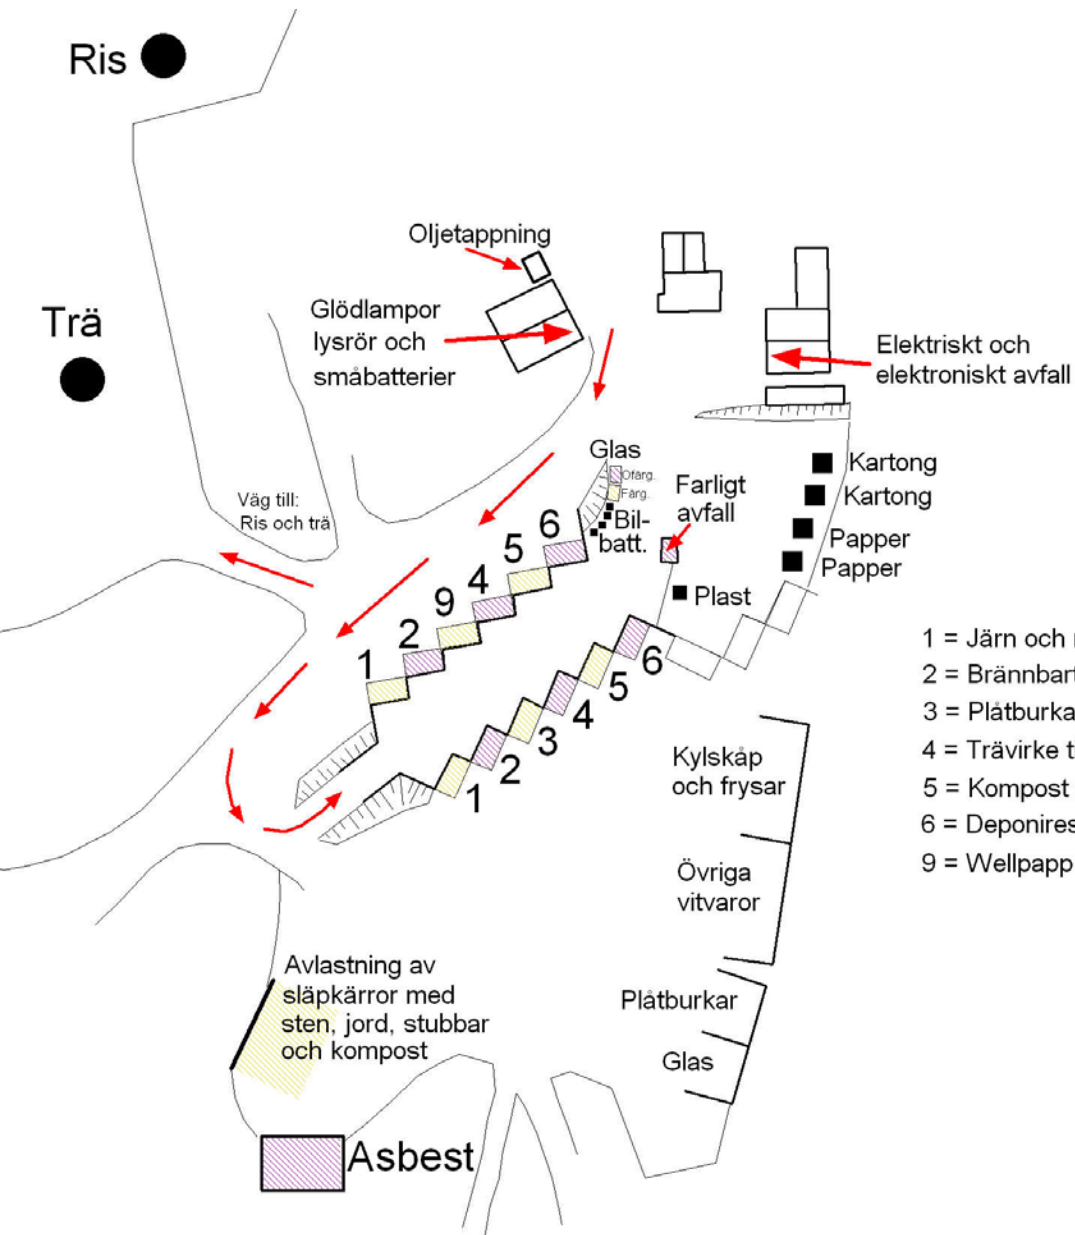 Ris
Oljetappning
Trä
Glödlampor
lysrör och
småbatterier
Elektriskt och
elektroniskt avfall
Glas
Ofärg.
Färg.
Bil-
batt.
Farligt
avfall
Kartong
Kartong
Papper
Papper
Plast
Väg till:
Ris och trä
6
5
4
9
2
1
6
5
4
3
2
1
1 = Järn och
2 = Brännbart
3 =
4 = Trävirke
5 = Kompost
6 =
9 = Wellpapp
Kylskåp
och frysar
Övriga
vitvaror
Plåtburkar
Glas
Avlastning av
släpkärror med
sten, jord, stubbar
och kompost
Asbest